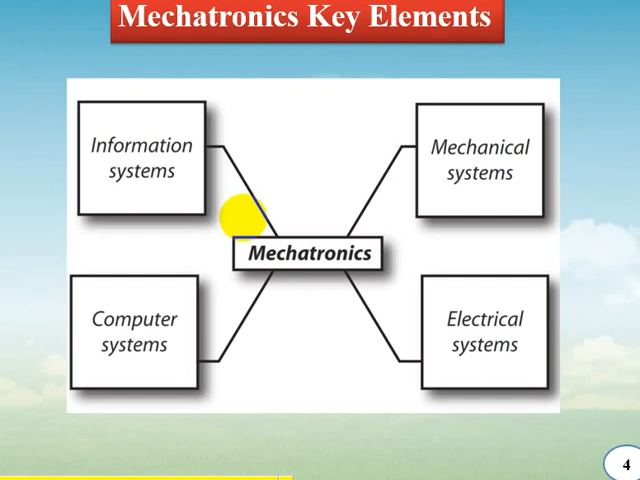 Mechatronics Key Elements
Information
systems
Mechanical
systems
Mechatronics
Computer
systems
Electrical
systems
4